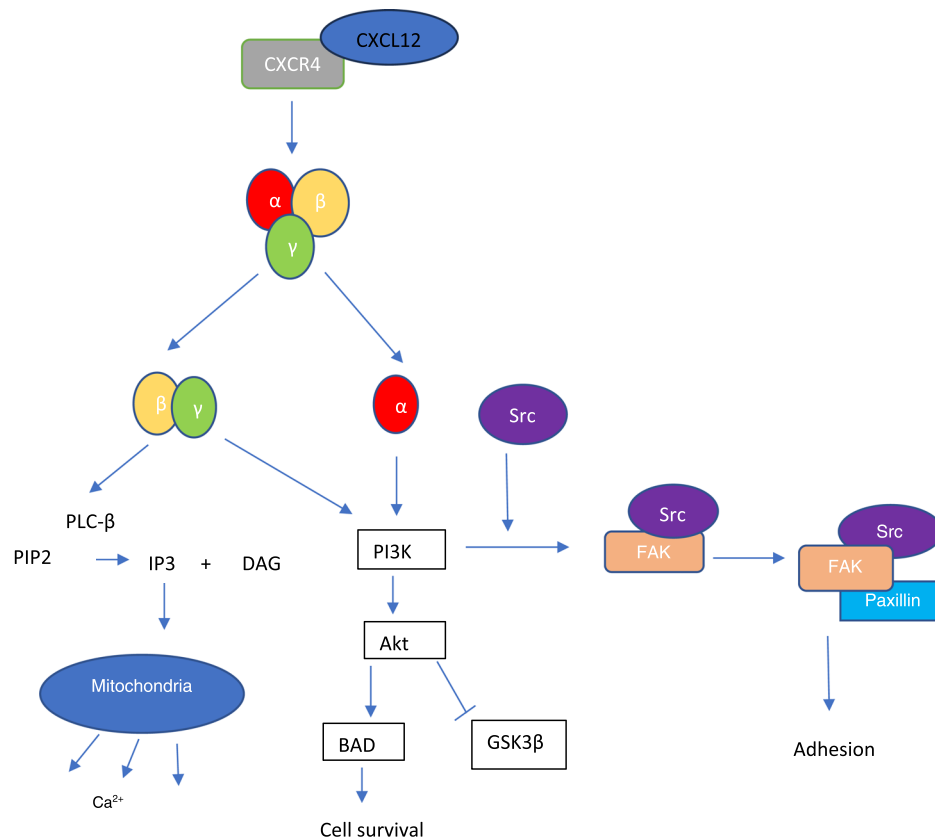 CXCL12
CXCR4
α
β
γ
β
γ
α
Src
PLC-β
PIP2
IP3 + DAG
PI3K
Src
FAK
Src
FAK
Paxillin
Akt
Mitochondria
BAD
GSK3β
Adhesion
Ca²⁺
Cell survival